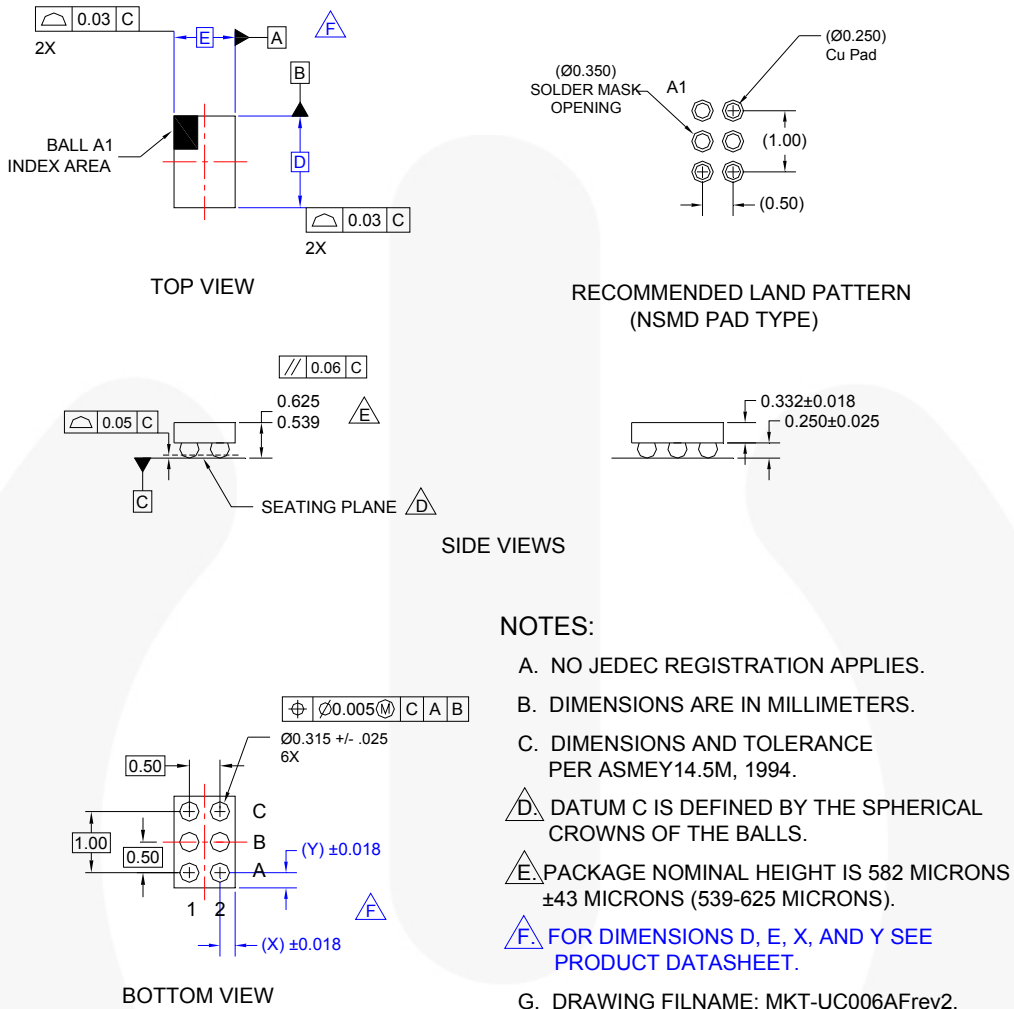 0.03 C
2X
E
A
F
B
BALL A1
INDEX AREA
D
0.03 C
2X
TOP VIEW
(Ø0.250)
Cu Pad
(Ø0.350)
SOLDER MASK
OPENING
A1
(1.00)
(0.50)
RECOMMENDED LAND PATTERN
(NSMD PAD TYPE)
// 0.06 C
0.05 C
0.625
0.539
E
C
SEATING PLANE D
0.332±0.018
0.250±0.025
SIDE VIEWS
⌖ Ø0.005Ⓜ C A B
Ø0.315 +/- .025
6X
0.50
C
1.00
0.50
B
A
(Y) ±0.018
1 2
F
(X) ±0.018
BOTTOM VIEW
NOTES:
A. NO JEDEC REGISTRATION APPLIES.
B. DIMENSIONS ARE IN MILLIMETERS.
C. DIMENSIONS AND TOLERANCE
PER ASMEY14.5M, 1994.
D. DATUM C IS DEFINED BY THE SPHERICAL
CROWNS OF THE BALLS.
E. PACKAGE NOMINAL HEIGHT IS 582 MICRONS
±43 MICRONS (539-625 MICRONS).
F. FOR DIMENSIONS D, E, X, AND Y SEE
PRODUCT DATASHEET.
G. DRAWING FILNAME: MKT-UC006AFrev2.